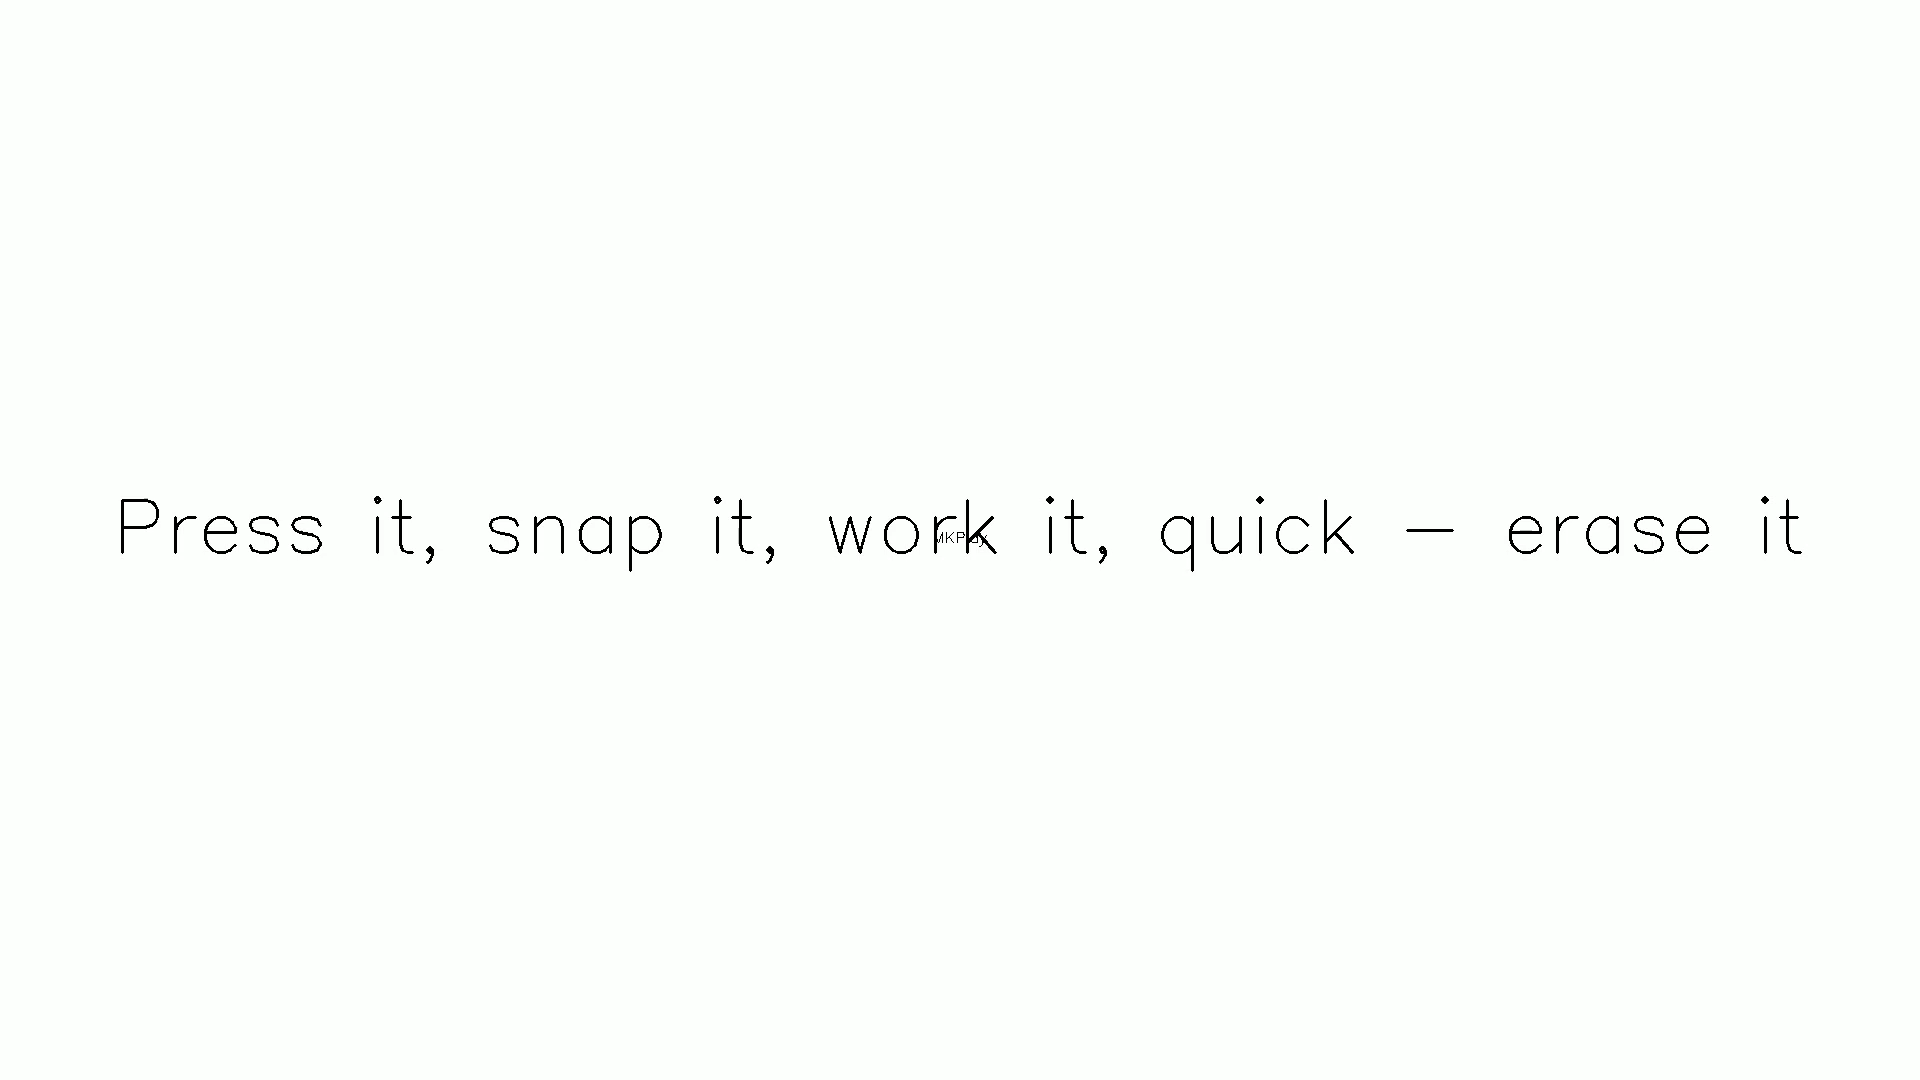 Press it, snap it, work it, quick - erase it